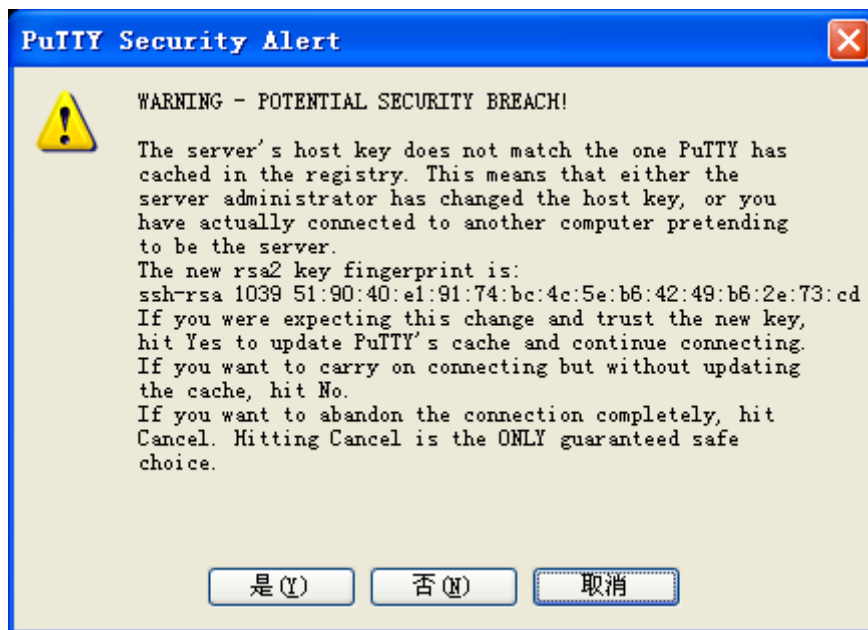 PuTTY Security Alert
WARNING - POTENTIAL SECURITY BREACH!
The server's host key does not match the one PuTTY has
cached in the registry. This means that either the
server administrator has changed the host key, or you
have actually connected to another computer pretending
to be the server.
The new rsa2 key fingerprint is:
ssh-rsa 1039 51:90:40:e1:91:74:bc:4c:5e:b6:42:49:b6:2e:73:cd
If you were expecting this change and trust the new key,
hit Yes to update PuTTY's cache and continue connecting.
If you want to carry on connecting but without updating
the cache, hit No.
If you want to abandon the connection completely, hit
Cancel. Hitting Cancel is the ONLY guaranteed safe
choice.
是(Y) 否(N) 取消